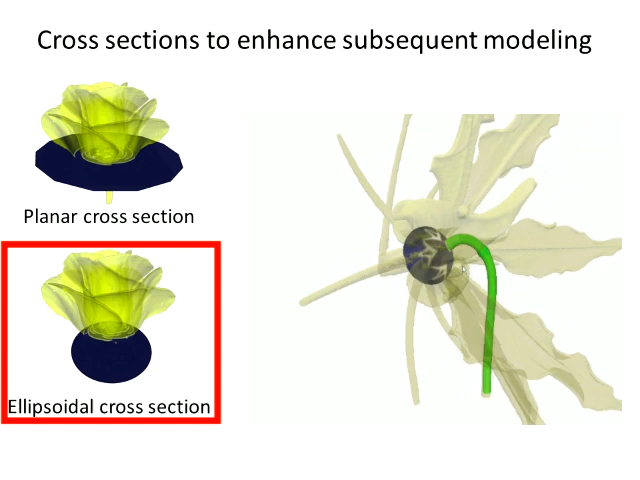 Cross sections to enhance subsequent modeling
Planar cross section
Ellipsoidal cross section